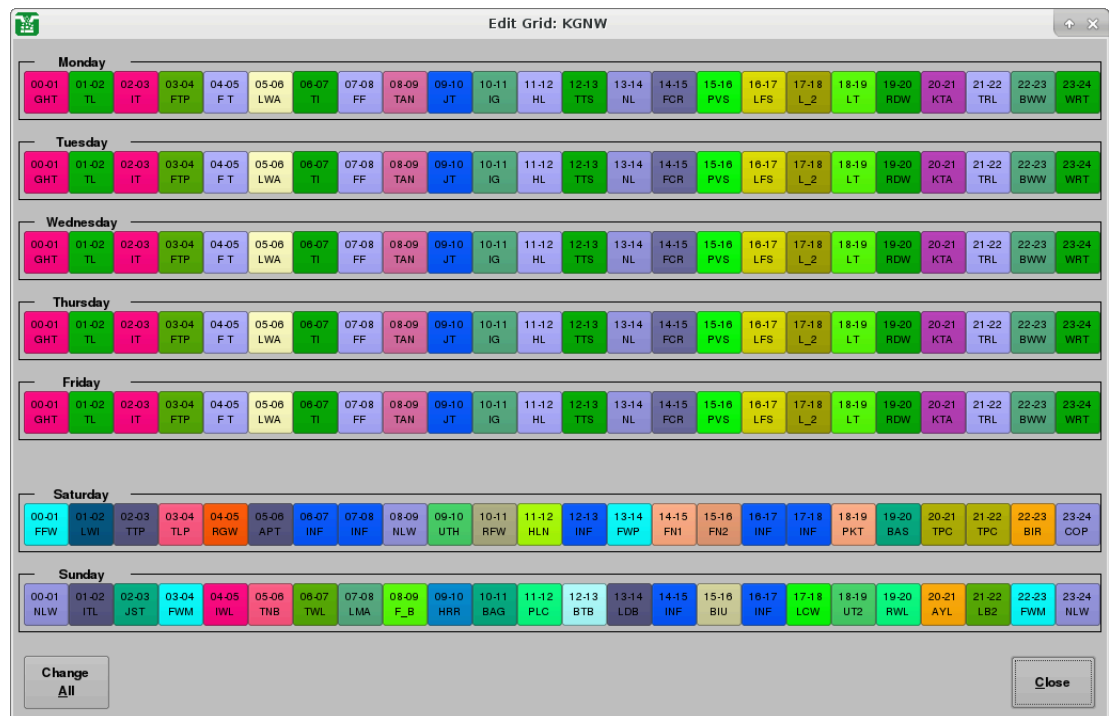 Edit Grid: KGNW
Monday
00-01 01-02 02-03 03-04 04-05 05-06 06-07 07-08 08-09 09-10 10-11 11-12 12-13 13-14 14-15 15-16 16-17 17-18 18-19 19-20 20-21 21-22 22-23 23-24
GHT TL IT FTP F T LWA TI FF TAN JT IG HL TTS NL FCR PVS LFS L_2 LT RDW KTA TRL BWW WRT
Tuesday
00-01 01-02 02-03 03-04 04-05 05-06 06-07 07-08 08-09 09-10 10-11 11-12 12-13 13-14 14-15 15-16 16-17 17-18 18-19 19-20 20-21 21-22 22-23 23-24
GHT TL IT FTP F T LWA TI FF TAN JT IG HL TTS NL FCR PVS LFS L_2 LT RDW KTA TRL BWW WRT
Wednesday
00-01 01-02 02-03 03-04 04-05 05-06 06-07 07-08 08-09 09-10 10-11 11-12 12-13 13-14 14-15 15-16 16-17 17-18 18-19 19-20 20-21 21-22 22-23 23-24
GHT TL IT FTP F T LWA TI FF TAN JT IG HL TTS NL FCR PVS LFS L_2 LT RDW KTA TRL BWW WRT
Thursday
00-01 01-02 02-03 03-04 04-05 05-06 06-07 07-08 08-09 09-10 10-11 11-12 12-13 13-14 14-15 15-16 16-17 17-18 18-19 19-20 20-21 21-22 22-23 23-24
GHT TL IT FTP F T LWA TI FF TAN JT IG HL TTS NL FCR PVS LFS L_2 LT RDW KTA TRL BWW WRT
Friday
00-01 01-02 02-03 03-04 04-05 05-06 06-07 07-08 08-09 09-10 10-11 11-12 12-13 13-14 14-15 15-16 16-17 17-18 18-19 19-20 20-21 21-22 22-23 23-24
GHT TL IT FTP F T LWA TI FF TAN JT IG HL TTS NL FCR PVS LFS L_2 LT RDW KTA TRL BWW WRT
Saturday
00-01 01-02 02-03 03-04 04-05 05-06 06-07 07-08 08-09 09-10 10-11 11-12 12-13 13-14 14-15 15-16 16-17 17-18 18-19 19-20 20-21 21-22 22-23 23-24
FFW LWI TTP TLP RGW APT INF INF NLW UTH RFW HLN INF FWP FN1 FN2 INF INF PKT BAS TPC TPC BIR COP
Sunday
00-01 01-02 02-03 03-04 04-05 05-06 06-07 07-08 08-09 09-10 10-11 11-12 12-13 13-14 14-15 15-16 16-17 17-18 18-19 19-20 20-21 21-22 22-23 23-24
NLW ITL JST FWM IWL TNB TWL LMA F_B HRR BAG PLC BTB LDB INF BIU INF LCW UT2 RWL AYL LB2 FWM NLW
Change
All
Close